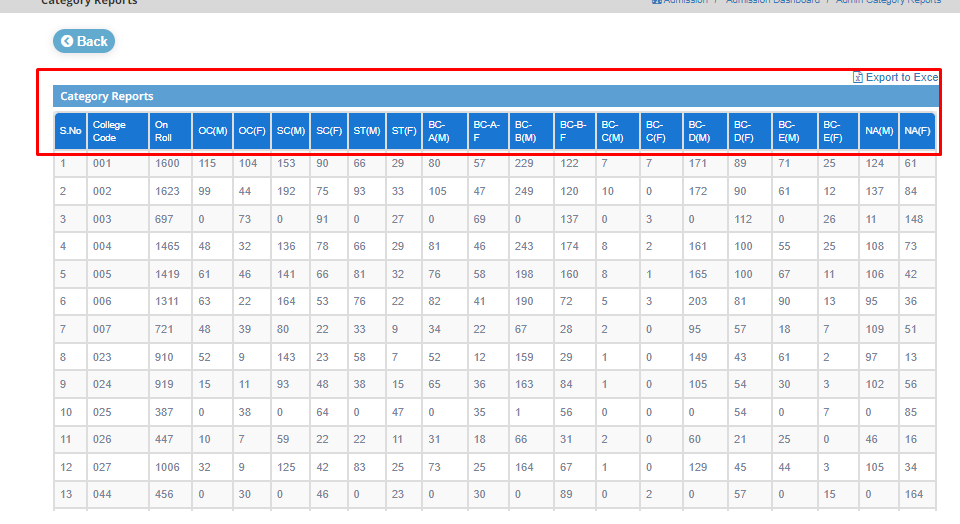 Category Reports
Admission / Admission Dashboard / Admin Category Reports
Back
Export to Exce
Category Reports
S.No College Code On Roll OC(M) OC(F) SC(M) SC(F) ST(M) ST(F) BC-A(M) BC-A-F BC-B(M) BC-B-F BC-C(M) BC-C(F) BC-D(M) BC-D(F) BC-E(M) BC-E(F) NA(M) NA(F)
1 001 1600 115 104 153 90 66 29 80 57 229 122 7 7 171 89 71 25 124 61
2 002 1623 99 44 192 75 93 33 105 47 249 120 10 0 172 90 61 12 137 84
3 003 697 0 73 0 91 0 27 0 69 0 137 0 3 0 112 0 26 11 148
4 004 1465 48 32 136 78 66 29 81 46 243 174 8 2 161 100 55 25 108 73
5 005 1419 61 46 141 66 81 32 76 58 198 160 8 1 165 100 67 11 106 42
6 006 1311 63 22 164 53 76 22 82 41 190 72 5 3 203 81 90 13 95 36
7 007 721 48 39 80 22 33 9 34 22 67 28 2 0 95 57 18 7 109 51
8 023 910 52 9 143 23 58 7 52 12 159 29 1 0 149 43 61 2 97 13
9 024 919 15 11 93 48 38 15 65 36 163 84 1 0 105 54 30 3 102 56
10 025 387 0 38 0 64 0 47 0 35 1 56 0 0 0 54 0 7 0 85
11 026 447 10 7 59 22 22 11 31 18 66 31 2 0 60 21 25 0 46 16
12 027 1006 32 9 125 42 83 25 73 25 164 67 1 0 129 45 44 3 105 34
13 044 456 0 30 0 46 0 23 0 30 0 89 0 2 0 57 0 15 0 164